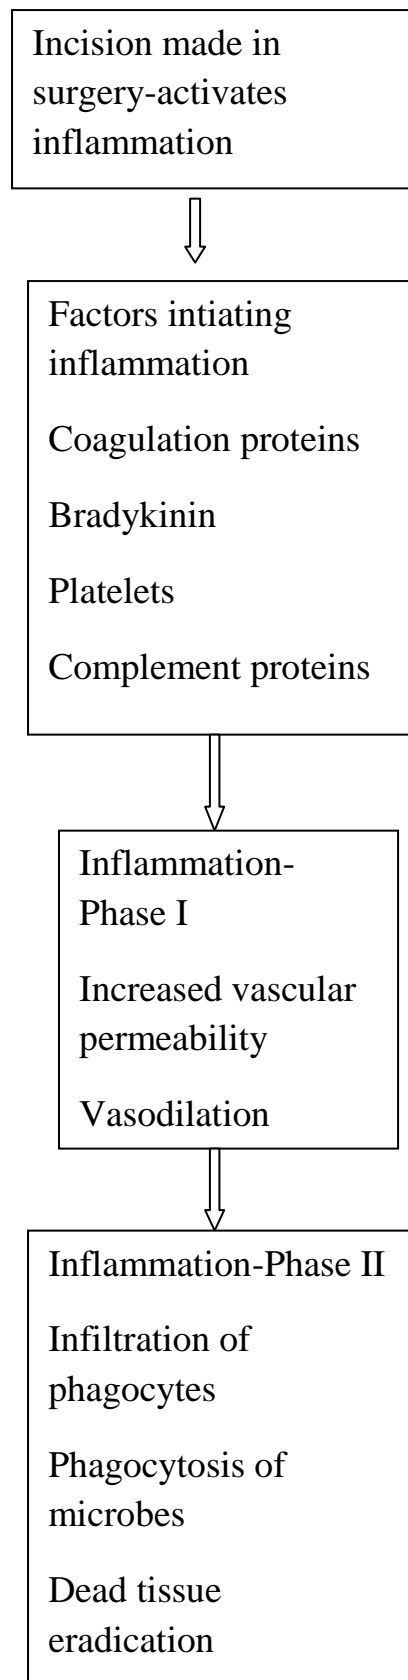 Incision made in
surgery-activates
inflammation
Factors intiating
inflammation
Coagulation proteins
Bradykinin
Platelets
Complement proteins
Inflammation-
Phase I
Increased vascular
permeability
Vasodilation
Inflammation-Phase II
Infiltration of
phagocytes
Phagocytosis of
microbes
Dead tissue
eradication